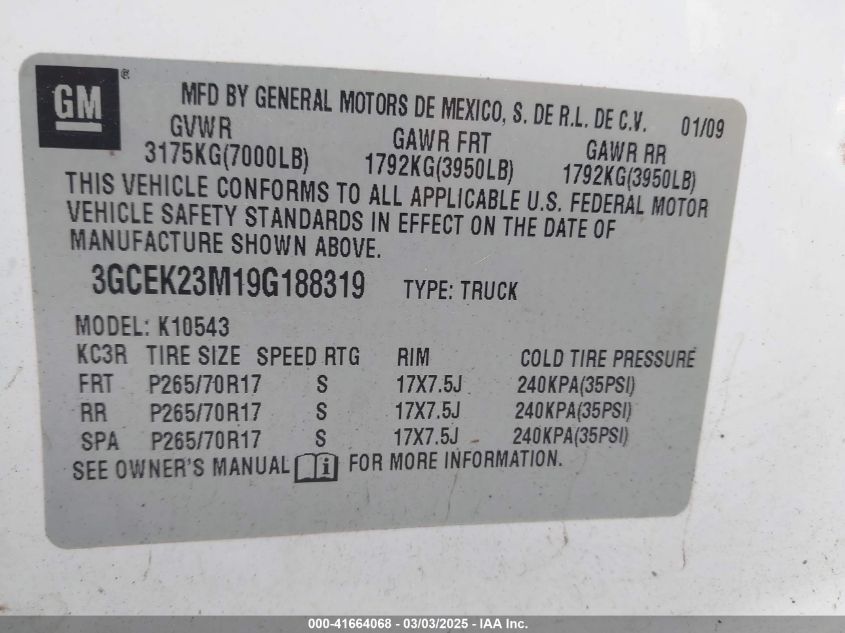 GM ®
MFD BY GENERAL MOTORS DE MEXICO, S. DE R.L. DE C.V. 01/09
GVWR GAWR FRT GAWR RR
3175KG(7000LB) 1792KG(3950LB) 1792KG(3950LB)
THIS VEHICLE CONFORMS TO ALL APPLICABLE U.S. FEDERAL MOTOR
VEHICLE SAFETY STANDARDS IN EFFECT ON THE DATE OF
MANUFACTURE SHOWN ABOVE.
3GCEK23M19G188319 TYPE: TRUCK
MODEL: K10543
KC3R TIRE SIZE SPEED RTG RIM COLD TIRE PRESSURE
FRT P265/70R17 S 17X7.5J 240KPA(35PSI)
RR P265/70R17 S 17X7.5J 240KPA(35PSI)
SPA P265/70R17 S 17X7.5J 240KPA(35PSI)
SEE OWNER'S MANUAL i FOR MORE INFORMATION.
000-41664068 - 03/03/2025 - IAA Inc.